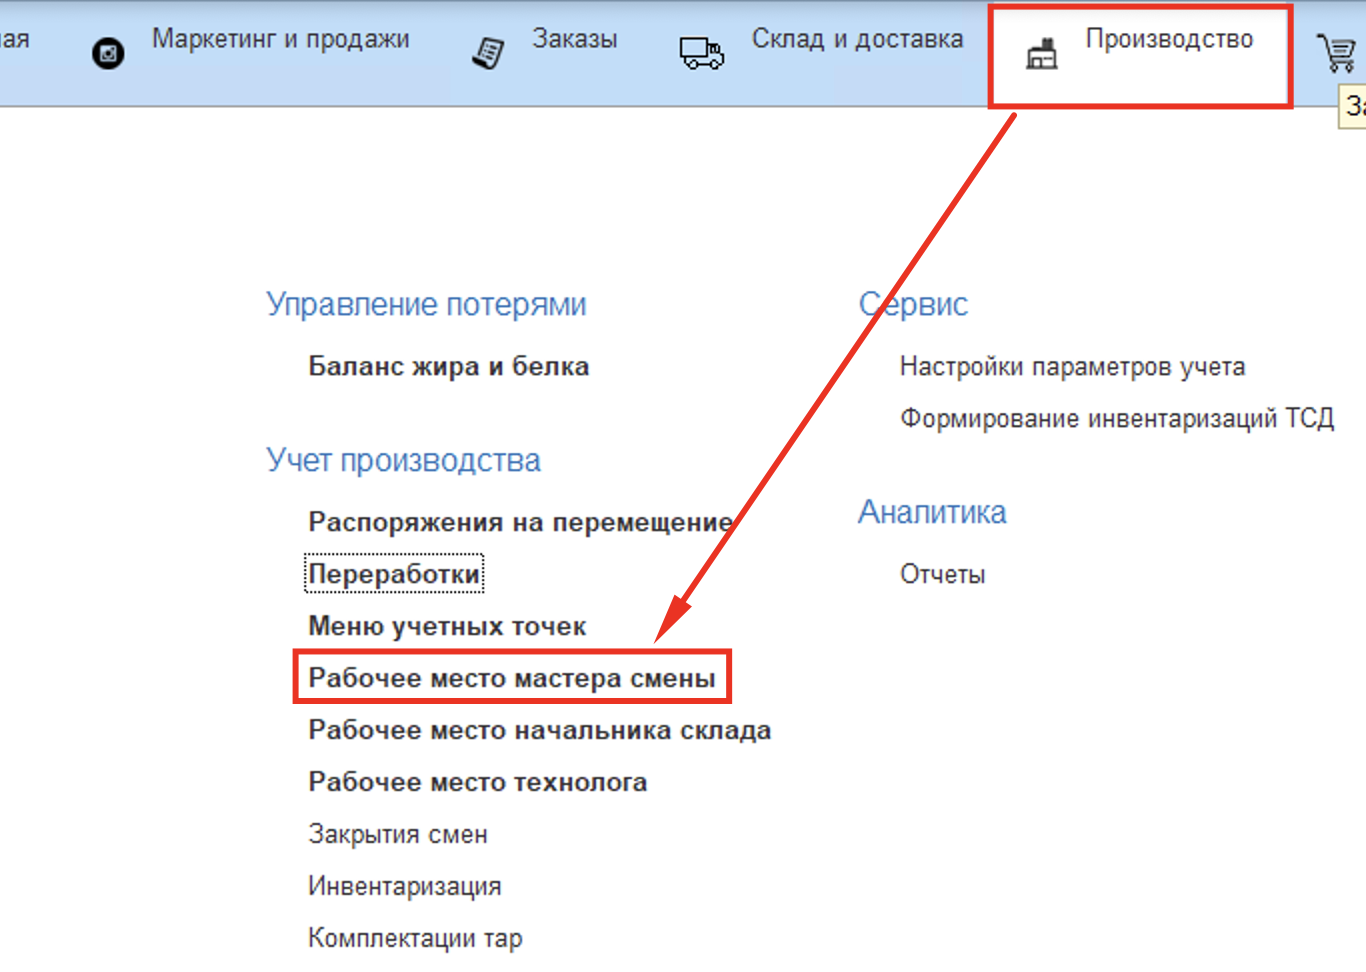 Маркетинг и продажи
Заказы
Склад и доставка
Производство
Управление потерями
Баланс жира и белка
Учет производства
Распоряжения на перемещение
Переработки
Меню учетных точек
Рабочее место мастера смены
Рабочее место начальника склада
Рабочее место технолога
Закрытия смен
Инвентаризация
Комплектации тар
Сервис
Настройки параметров учета
Формирование инвентаризаций ТСД
Аналитика
Отчеты